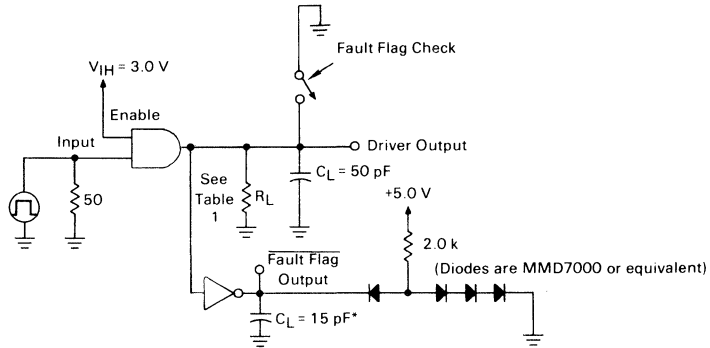 Fault Flag Check
VIH = 3.0 V
Enable
Input
Driver Output
50
See
Table
1
RL
CL = 50 pF
+5.0 V
2.0 k
Fault Flag
Output
(Diodes are MMD7000 or equivalent)
CL = 15 pF*